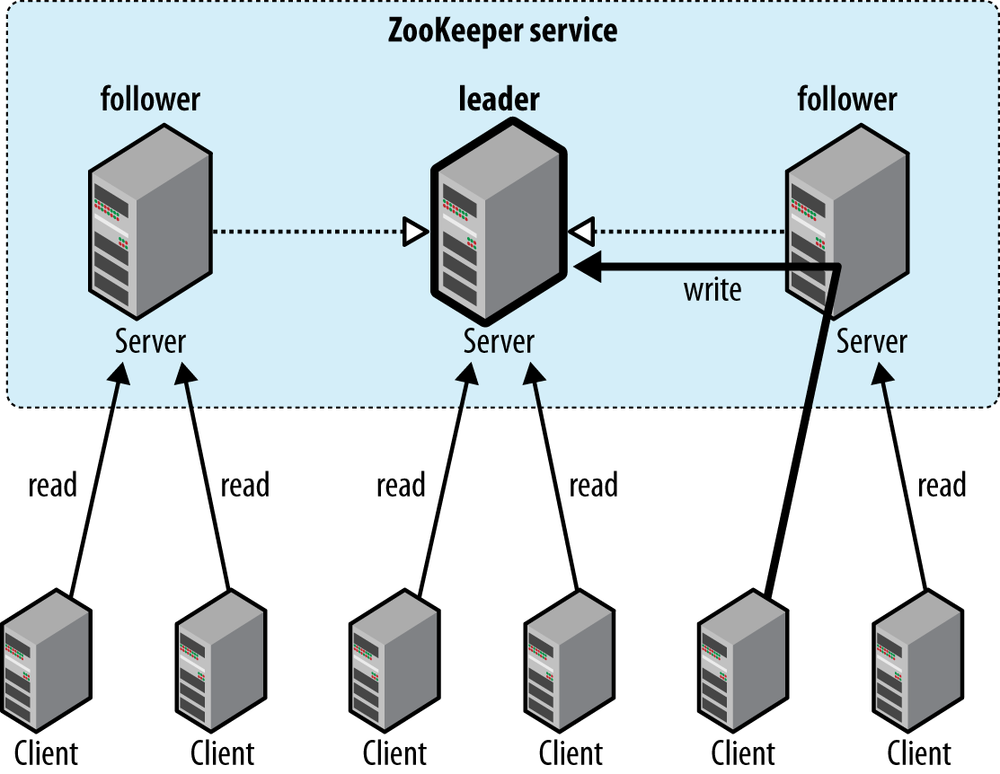 ZooKeeper service
follower
leader
follower
write
Server
Server
Server
read
read
read
read
read
Client
Client
Client
Client
Client
Client